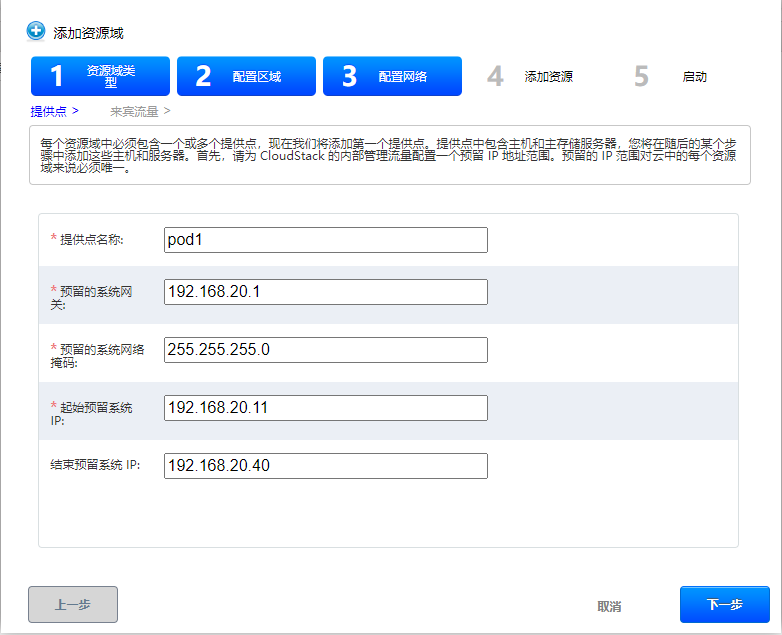 添加资源域
1 资源域类
型
2 配置区域
3 配置网络
4 添加资源
5 启动
提供点 > 来宾流量 >
每个资源域中必须包含一个或多个提供点，现在我们将添加第一个提供点。提供点中包含主机和主存储服务器，您将在随后的某个步
骤中添加这些主机和服务器。首先，请为 CloudStack 的内部管理流量配置一个预留 IP 地址范围。预留的 IP 范围对云中的每个资源
域来说必须唯一。
* 提供点名称: pod1
* 预留的系统网
关:
192.168.20.1
* 预留的系统网络
掩码:
255.255.255.0
* 起始预留系统
IP:
192.168.20.11
结束预留系统 IP: 192.168.20.40
上一步 取消 下一步